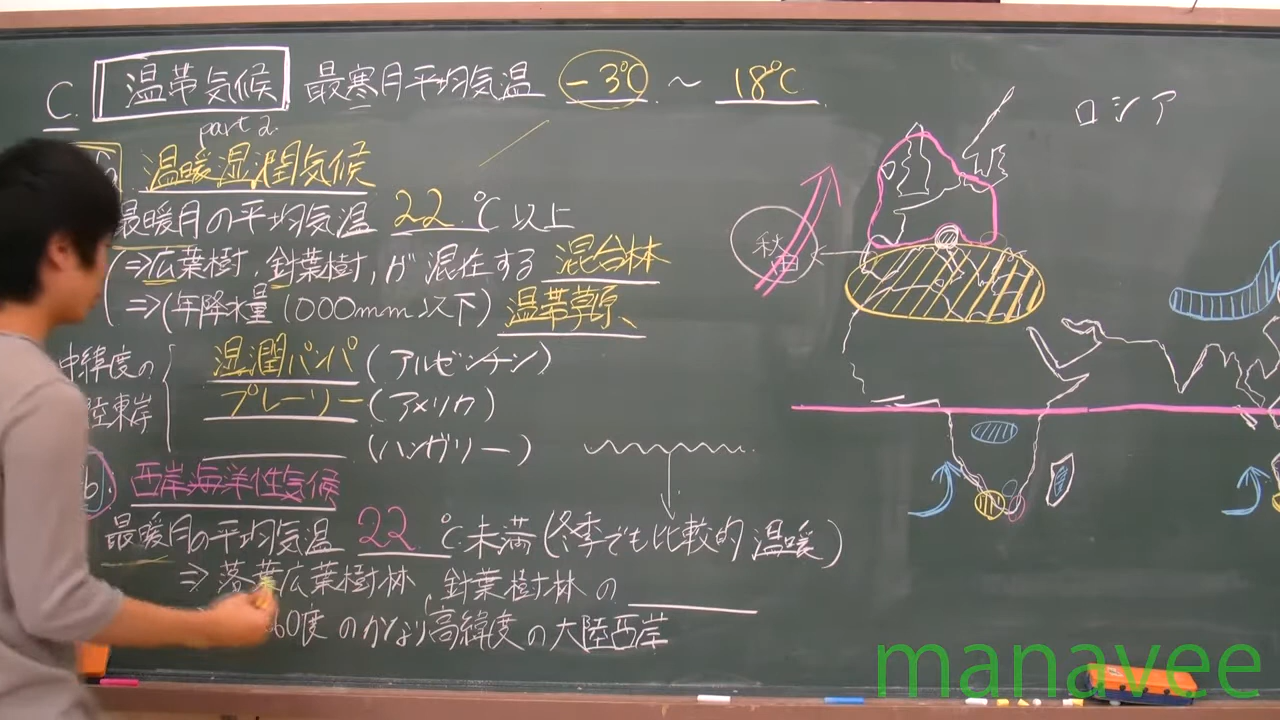 C. 温帯気候 最寒月平均気温 -3℃ ~ 18℃
part 2.
温暖湿潤気候
最暖月の平均気温 22 ℃以上
⇒広葉樹,針葉樹,が混在する 混合林
⇒(年降水量1000mm以下) 温帯草原
中緯度の
陸東岸
湿潤パンパ (アルゼンチン)
プレーリー (アメリカ)
(ハンガリー)
b. 西岸海洋性気候
最暖月の平均気温 22 ℃未満(冬季でも比較的温暖)
⇒落葉広葉樹林,針葉樹林の
60度のかなり高緯度の大陸西岸
ロシア
manavee